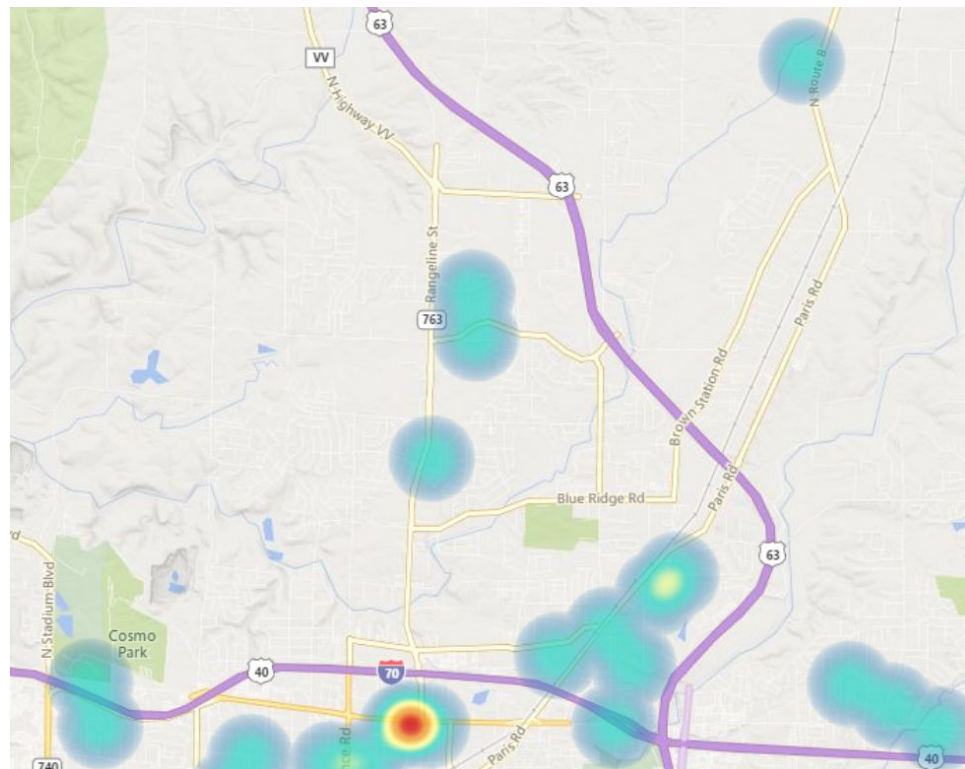 63
VV
N Highway VV
N Route B
63
Rangeline St
763
Paris Rd
Brown Station Rd
Paris Rd
Blue Ridge Rd
63
N Stadium Blvd
Cosmo
Park
40
70
Paris Rd
40
740